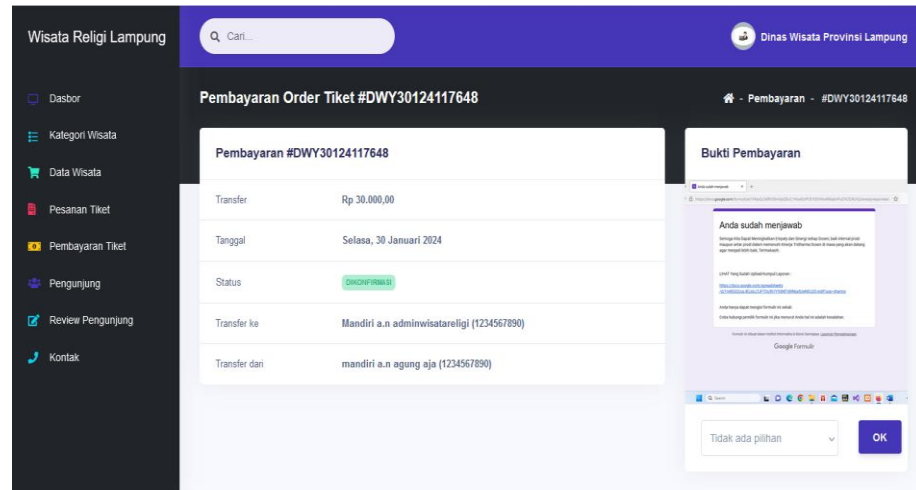 Wisata Religi Lampung
Cari...
Dinas Wisata Provinsi Lampung
Dasbor
Kategori Wisata
Data Wisata
Pesanan Tiket
Pembayaran Tiket
Pengunjung
Review Pengunjung
Kontak
Pembayaran Order Tiket #DWY30124117648
- Pembayaran - #DWY30124117648
Pembayaran #DWY30124117648
Transfer Rp 30.000,00
Tanggal Selasa, 30 Januari 2024
Status DIKONFIRMASI
Transfer ke Mandiri a.n adminwisatareligi (1234567890)
Transfer dari mandiri a.n agung aja (1234567890)
Bukti Pembayaran
Anda sudah menjawab
Google Formulir
Tidak ada pilihan
OK